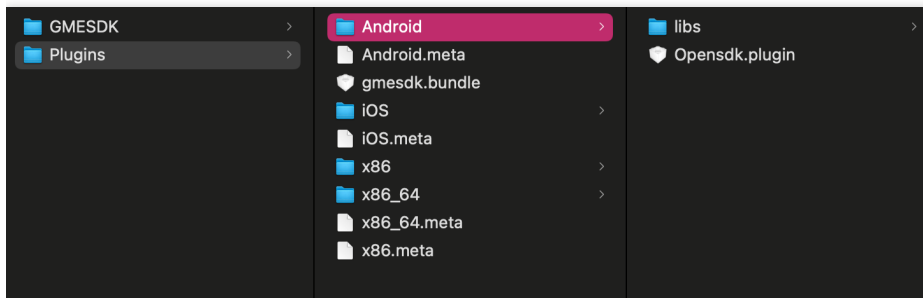 GMESDK
Plugins
Android
Android.meta
gmesdk.bundle
iOS
iOS.meta
x86
x86_64
x86_64.meta
x86.meta
libs
Opensdk.plugin